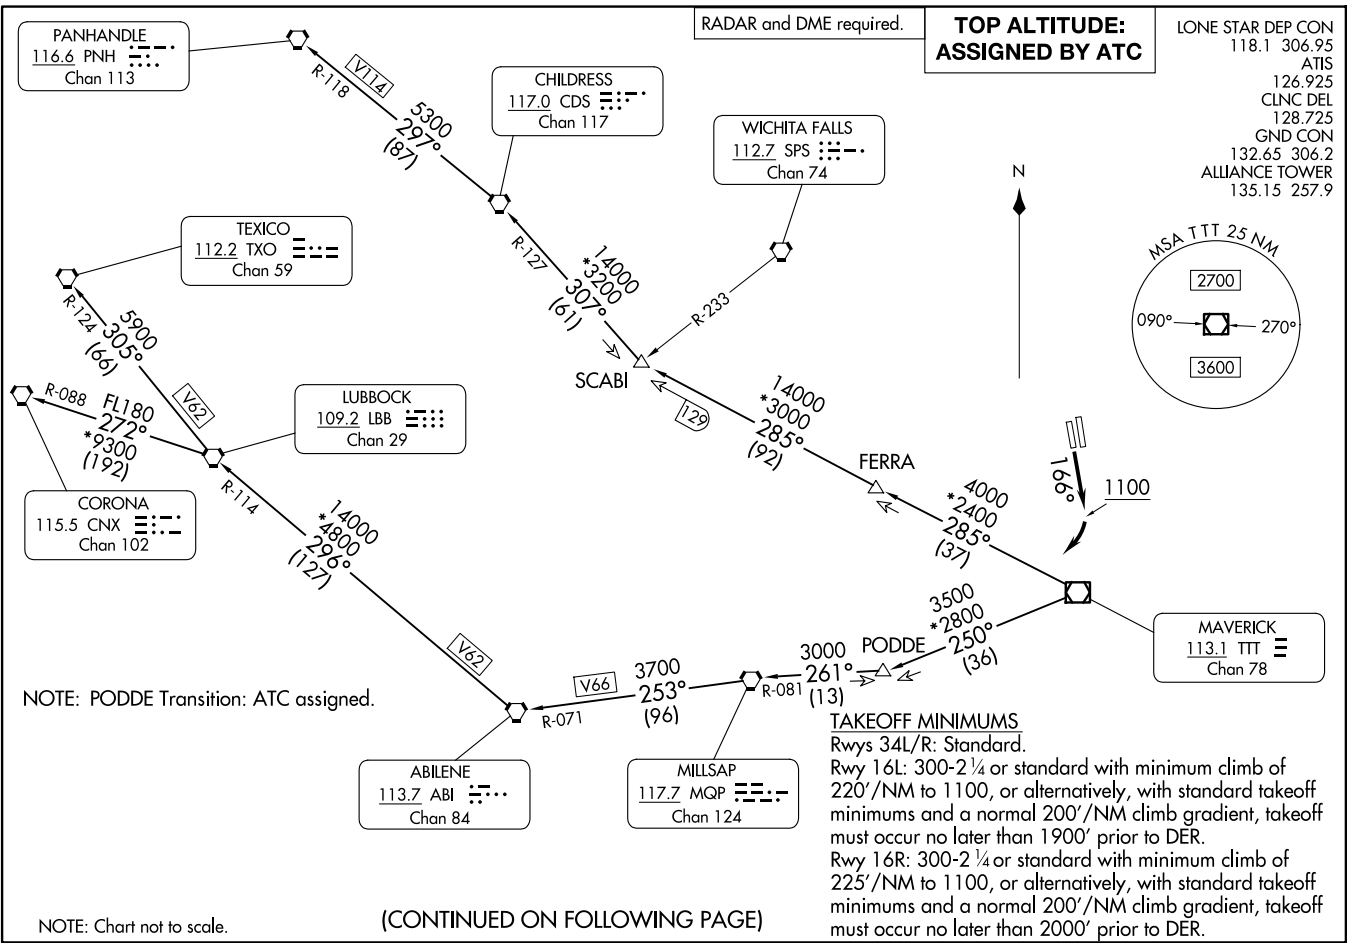 RADAR and DME required.
TOP ALTITUDE:
ASSIGNED BY ATC
LONE STAR DEP CON
118.1 306.95
ATIS
126.925
CLNC DEL
128.725
GND CON
132.65 306.2
ALLIANCE TOWER
135.15 257.9
PANHANDLE
116.6 PNH
Chan 113
R-118
V114
5300
297°
(87)
CHILDRESS
117.0 CDS
Chan 117
WICHITA FALLS
112.7 SPS
Chan 74
N
MSA TTT 25 NM
2700
090°
270°
3600
TEXICO
112.2 TXO
Chan 59
R-127
14000
*3200
307°
(61)
R-233
SCABI
129
R-124
5900
305°
(66)
V62
R-088
FL180
272°
*9300
(192)
LUBBOCK
109.2 LBB
Chan 29
14000
*3000
285°
(92)
FERRA
166°
1100
CORONA
115.5 CNX
Chan 102
R-114
14000
*4800
296°
(127)
V62
4000
*2400
285°
(37)
3500
*2800
250°
(36)
MAVERICK
113.1 TTT
Chan 78
PODDE
3000
261°
(13)
R-081
3700
253°
(96)
V66
R-071
NOTE: PODDE Transition: ATC assigned.
ABILENE
113.7 ABI
Chan 84
MILLSAP
117.7 MQP
Chan 124
TAKEOFF MINIMUMS
Rwys 34L/R: Standard.
Rwy 16L: 300-2¼ or standard with minimum climb of
220'/NM to 1100, or alternatively, with standard takeoff
minimums and a normal 200'/NM climb gradient, takeoff
must occur no later than 1900' prior to DER.
Rwy 16R: 300-2¼ or standard with minimum climb of
225'/NM to 1100, or alternatively, with standard takeoff
minimums and a normal 200'/NM climb gradient, takeoff
must occur no later than 2000' prior to DER.
NOTE: Chart not to scale.
(CONTINUED ON FOLLOWING PAGE)